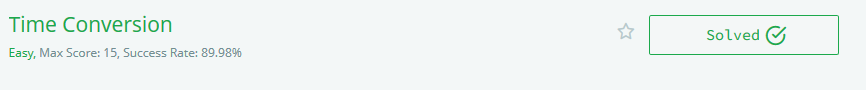 Time Conversion
Solved
Easy, Max Score: 15, Success Rate: 89.98%